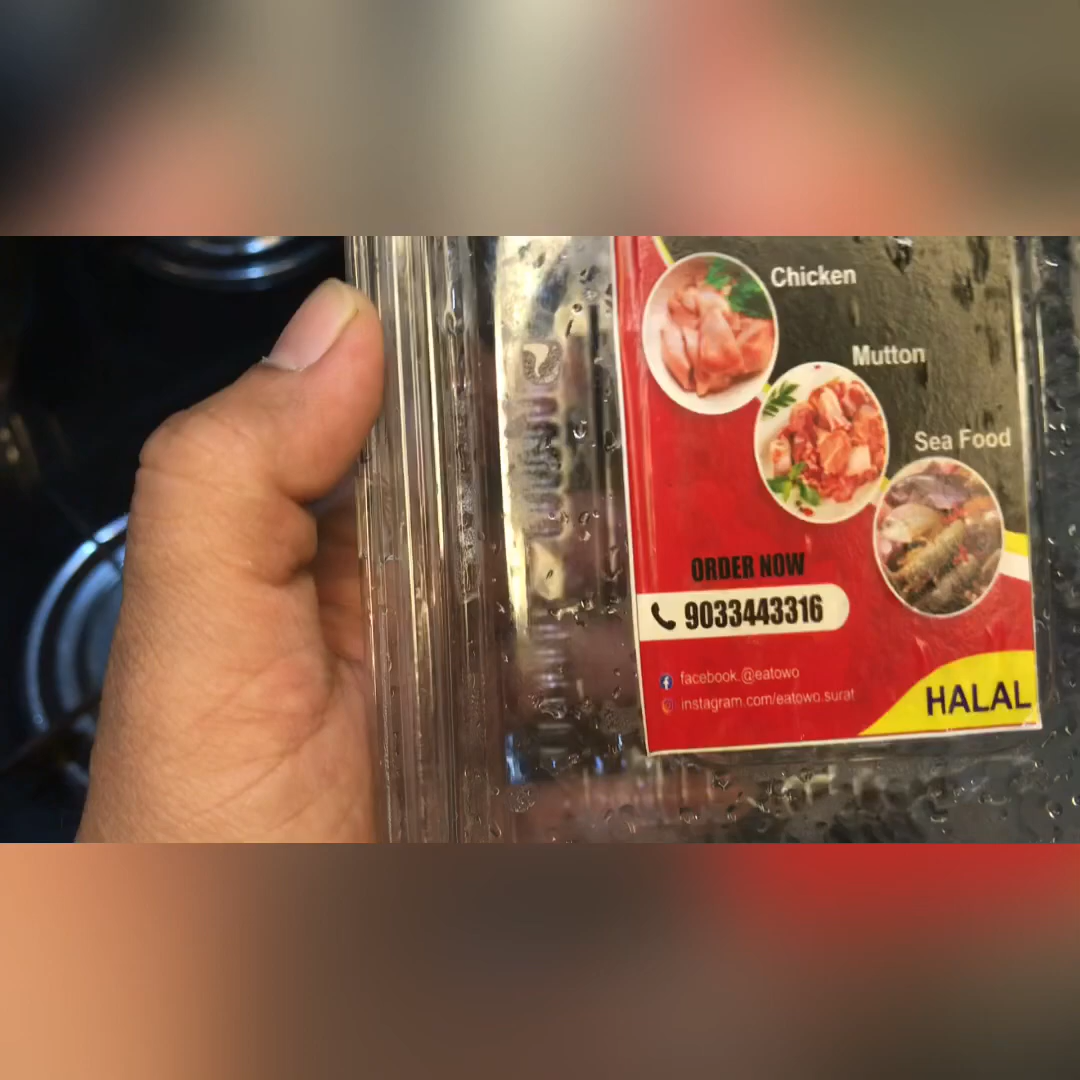 Chicken
Mutton
Sea Food
ORDER NOW
9033443316
facebook.@eatowo
instagram.com/eatowo.surat
HALAL